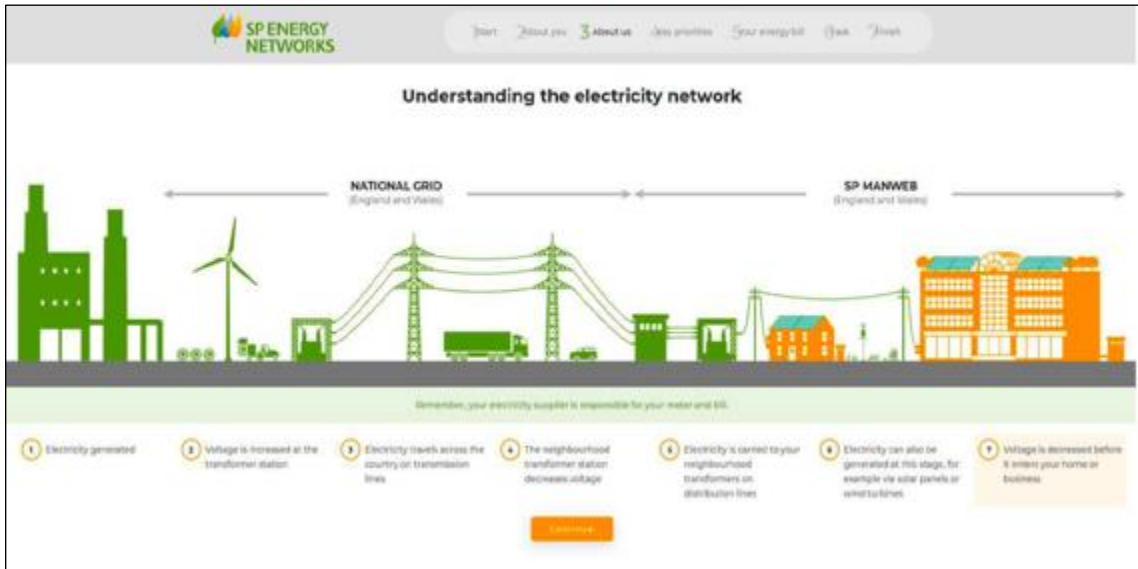 SP ENERGY
NETWORKS
Start About you 3 About us priorities Your energy bill Finish
Understanding the electricity network
NATIONAL GRID
(England and Wales)
SP MANWEB
(England and Wales)
Remember, your electricity supplier is responsible for your meter and bill.
1 Electricity generated
2 Voltage is increased at the
transformer station
3 Electricity travels across the
country on transmission
lines
4 The neighbourhood
transformer station
decreases voltage
5 Electricity is carried to your
neighbourhood
transformers on
distribution lines
6 Electricity can also be
generated at this stage, for
example via solar panels or
wind turbines
7 Voltage is decreased before
it enters your home or
business
Continue